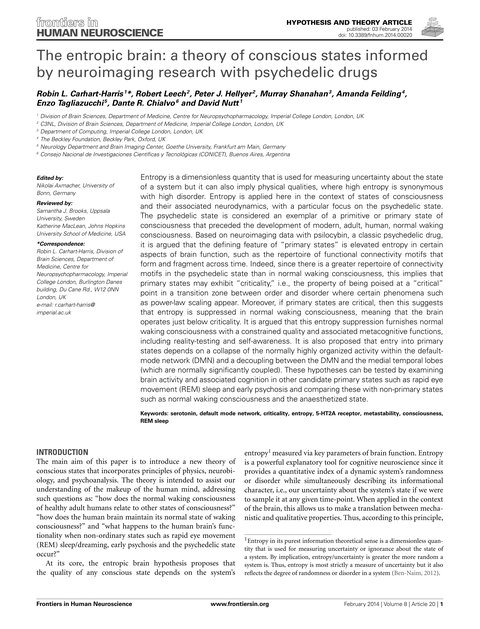 frontiers in
HUMAN NEUROSCIENCE
HYPOTHESIS AND THEORY ARTICLE
published: 03 February 2014
doi: 10.3389/fnhum.2014.00020
The entropic brain: a theory of conscious states informed
by neuroimaging research with psychedelic drugs
Robin L. Carhart-Harris1*, Robert Leech2, Peter J. Hellyer2, Murray Shanahan3, Amanda Feilding4,
Enzo Tagliazucchi5, Dante R. Chialvo6 and David Nutt1
1 Division of Brain Sciences, Department of Medicine, Centre for Neuropsychopharmacology, Imperial College London, London, UK
2 C3NL, Division of Brain Sciences, Department of Medicine, Imperial College London, London, UK
3 Department of Computing, Imperial College London, London, UK
4 The Beckley Foundation, Beckley Park, Oxford, UK
5 Neurology Department and Brain Imaging Center, Goethe University, Frankfurt am Main, Germany
6 Consejo Nacional de Investigaciones Científicas y Tecnológicas (CONICET), Buenos Aires, Argentina
Edited by:
Nikolai Axmacher, University of
Bonn, Germany
Reviewed by:
Samantha J. Brooks, Uppsala
University, Sweden
Katherine MacLean, Johns Hopkins
University School of Medicine, USA
*Correspondence:
Robin L. Carhart-Harris, Division of
Brain Sciences, Department of
Medicine, Centre for
Neuropsychopharmacology, Imperial
College London, Burlington Danes
building, Du Cane Rd., W12 0NN
London, UK
e-mail: r.carhart-harris@
imperial.ac.uk
Entropy is a dimensionless quantity that is used for measuring uncertainty about the state
of a system but it can also imply physical qualities, where high entropy is synonymous
with high disorder. Entropy is applied here in the context of states of consciousness
and their associated neurodynamics, with a particular focus on the psychedelic state.
The psychedelic state is considered an exemplar of a primitive or primary state of
consciousness that preceded the development of modern, adult, human, normal waking
consciousness. Based on neuroimaging data with psilocybin, a classic psychedelic drug,
it is argued that the defining feature of “primary states” is elevated entropy in certain
aspects of brain function, such as the repertoire of functional connectivity motifs that
form and fragment across time. Indeed, since there is a greater repertoire of connectivity
motifs in the psychedelic state than in normal waking consciousness, this implies that
primary states may exhibit “criticality,” i.e., the property of being poised at a “critical”
point in a transition zone between order and disorder where certain phenomena such
as power-law scaling appear. Moreover, if primary states are critical, then this suggests
that entropy is suppressed in normal waking consciousness, meaning that the brain
operates just below criticality. It is argued that this entropy suppression furnishes normal
waking consciousness with a constrained quality and associated metacognitive functions,
including reality-testing and self-awareness. It is also proposed that entry into primary
states depends on a collapse of the normally highly organized activity within the default-
mode network (DMN) and a decoupling between the DMN and the medial temporal lobes
(which are normally significantly coupled). These hypotheses can be tested by examining
brain activity and associated cognition in other candidate primary states such as rapid eye
movement (REM) sleep and early psychosis and comparing these with non-primary states
such as normal waking consciousness and the anaesthetized state.
Keywords: serotonin, default mode network, criticality, entropy, 5-HT2A receptor, metastability, consciousness,
REM sleep
INTRODUCTION
The main aim of this paper is to introduce a new theory of
conscious states that incorporates principles of physics, neurobi-
ology, and psychoanalysis. The theory is intended to assist our
understanding of the makeup of the human mind, addressing
such questions as: “how does the normal waking consciousness
of healthy adult humans relate to other states of consciousness?”
“how does the human brain maintain its normal state of waking
consciousness?” and “what happens to the human brain’s func-
tionality when non-ordinary states such as rapid eye movement
(REM) sleep/dreaming, early psychosis and the psychedelic state
occur?”
At its core, the entropic brain hypothesis proposes that
the quality of any conscious state depends on the system’s
entropy1 measured via key parameters of brain function. Entropy
is a powerful explanatory tool for cognitive neuroscience since it
provides a quantitative index of a dynamic system’s randomness
or disorder while simultaneously describing its informational
character, i.e., our uncertainty about the system’s state if we were
to sample it at any given time-point. When applied in the context
of the brain, this allows us to make a translation between mecha-
nistic and qualitative properties. Thus, according to this principle,
1Entropy in its purest information theoretical sense is a dimensionless quan-
tity that is used for measuring uncertainty or ignorance about the state of
a system. By implication, entropy/uncertainty is greater the more random a
system is. Thus, entropy is most strictly a measure of uncertainty but it also
reflects the degree of randomness or disorder in a system (Ben-Naim, 2012).
Frontiers in Human Neuroscience
www.frontiersin.org
February 2014 | Volume 8 | Article 20 | 1